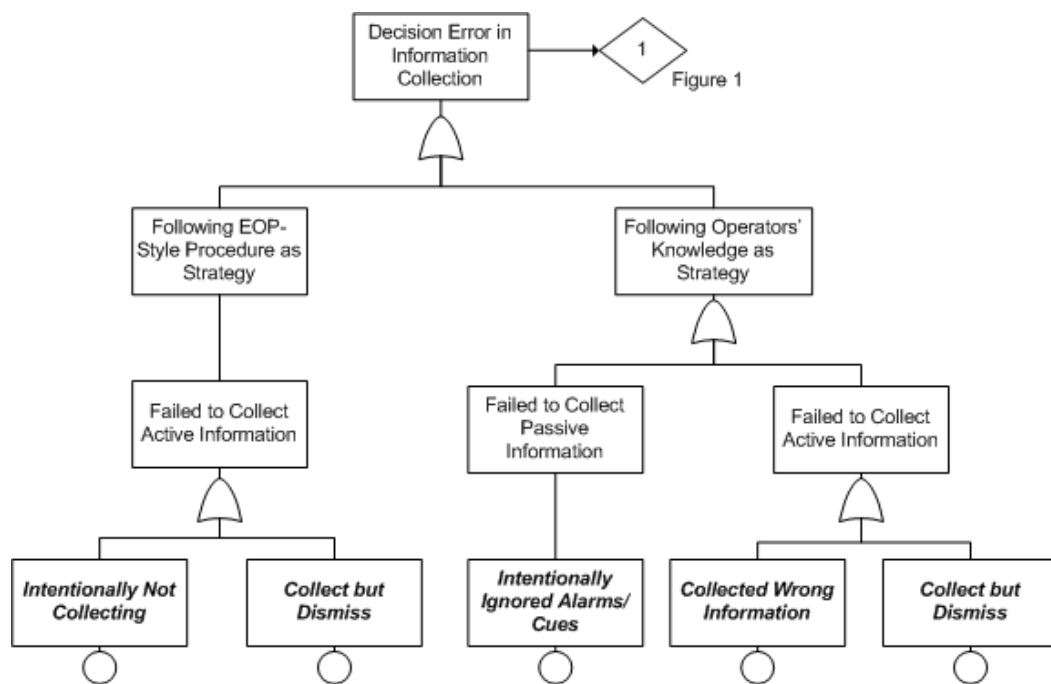 Decision Error in
Information
Collection
1
Figure 1
Following EOP-
Style Procedure as
Strategy
Following Operators'
Knowledge as
Strategy
Failed to Collect
Active Information
Failed to Collect
Passive
Information
Failed to Collect
Active Information
Intentionally Not
Collecting
Collect but
Dismiss
Intentionally
Ignored Alarms/
Cues
Collected Wrong
Information
Collect but
Dismiss